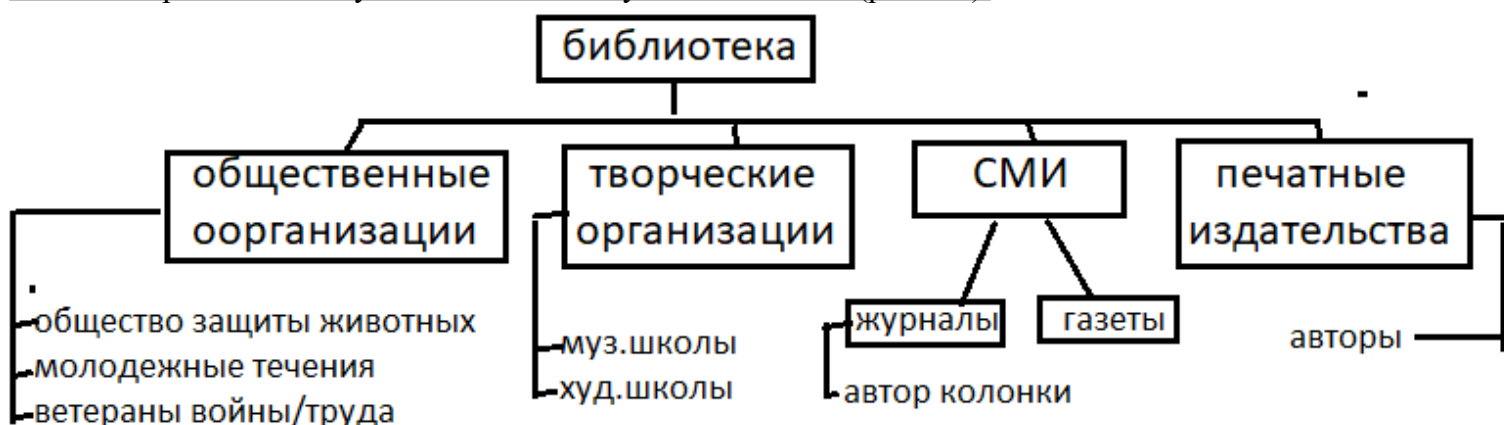 библиотека
общественные
оорганизации
творческие
организации
СМИ
печатные
издательства
общество защиты животных
молодежные течения
ветераны войны/труда
муз.школы
худ.школы
журналы
газеты
автор колонки
авторы